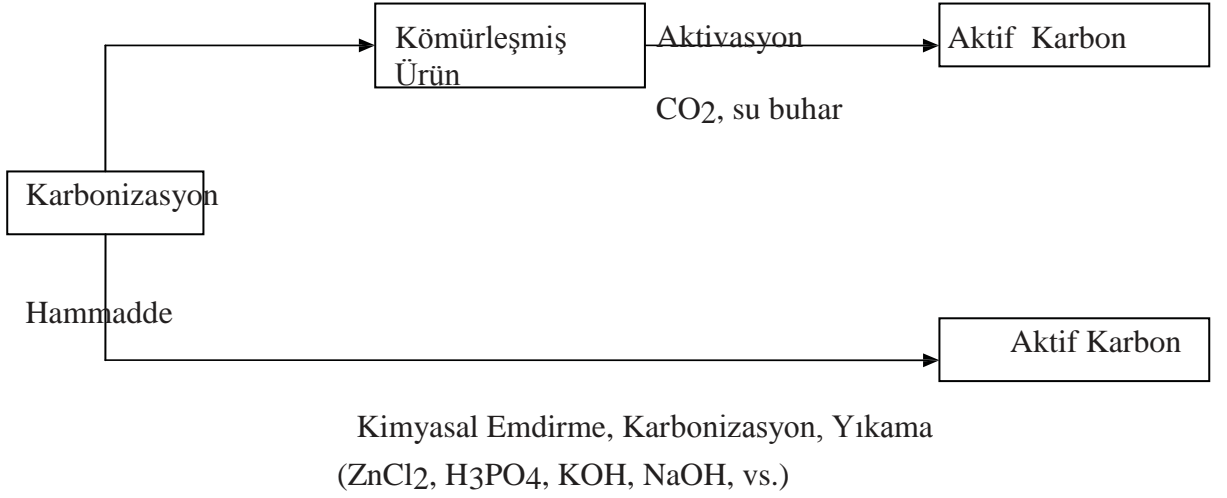 Kömürleşmiş
Ürün
Aktivasyon
Aktif Karbon
CO2, su buhar
Karbonizasyon
Hammadde
Aktif Karbon
Kimyasal Emdirme, Karbonizasyon, Yıkama
(ZnCl2, H3PO4, KOH, NaOH, vs.)